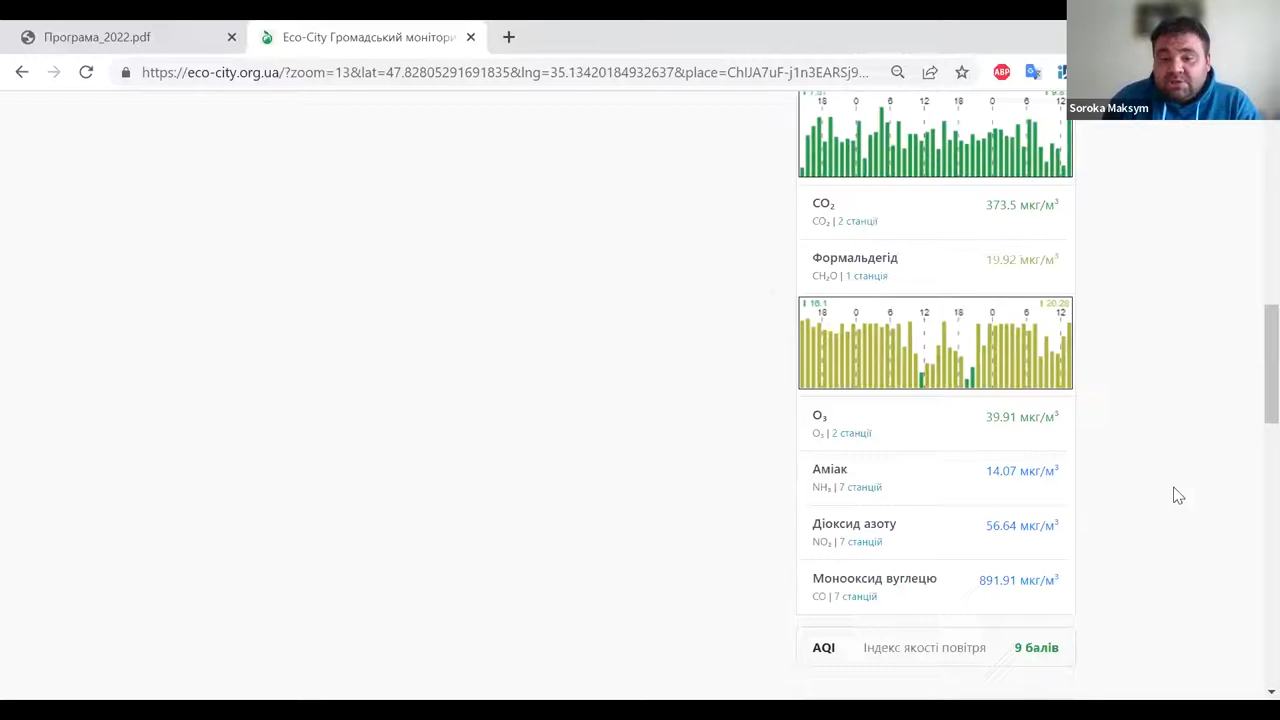 Програма_2022.pdf
Eco-City Громадський моніторин
https://eco-city.org.ua/?zoom=13&lat=47.82805291691835&lng=35.13420184932637&place=ChIJA7uF-j1n3EARSj9...
ABP
Soroka Maksym
18 0 6 12 18 0 6 12
CO₂ 373.5 мкг/м³
CO₂ | 2 станції
Формальдегід 19.92 мкг/м³
CH₂O | 1 станція
16.1 20.28
18 0 6 12 18 0 6 12
O₃ 39.91 мкг/м³
O₃ | 2 станції
Аміак 14.07 мкг/м³
NH₃ | 7 станцій
Діоксид азоту 56.64 мкг/м³
NO₂ | 7 станцій
Монооксид вуглецю 891.91 мкг/м³
CO | 7 станцій
AQI Індекс якості повітря 9 балів